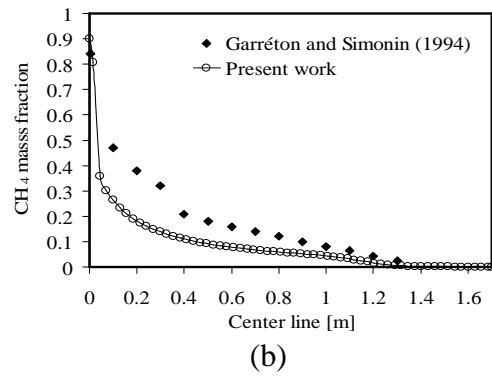 Garréton and Simonin (1994)
Present work
CH4 masss fraction
1
0.9
0.8
0.7
0.6
0.5
0.4
0.3
0.2
0.1
0
0 0.2 0.4 0.6 0.8 1 1.2 1.4 1.6
Center line [m]
(b)